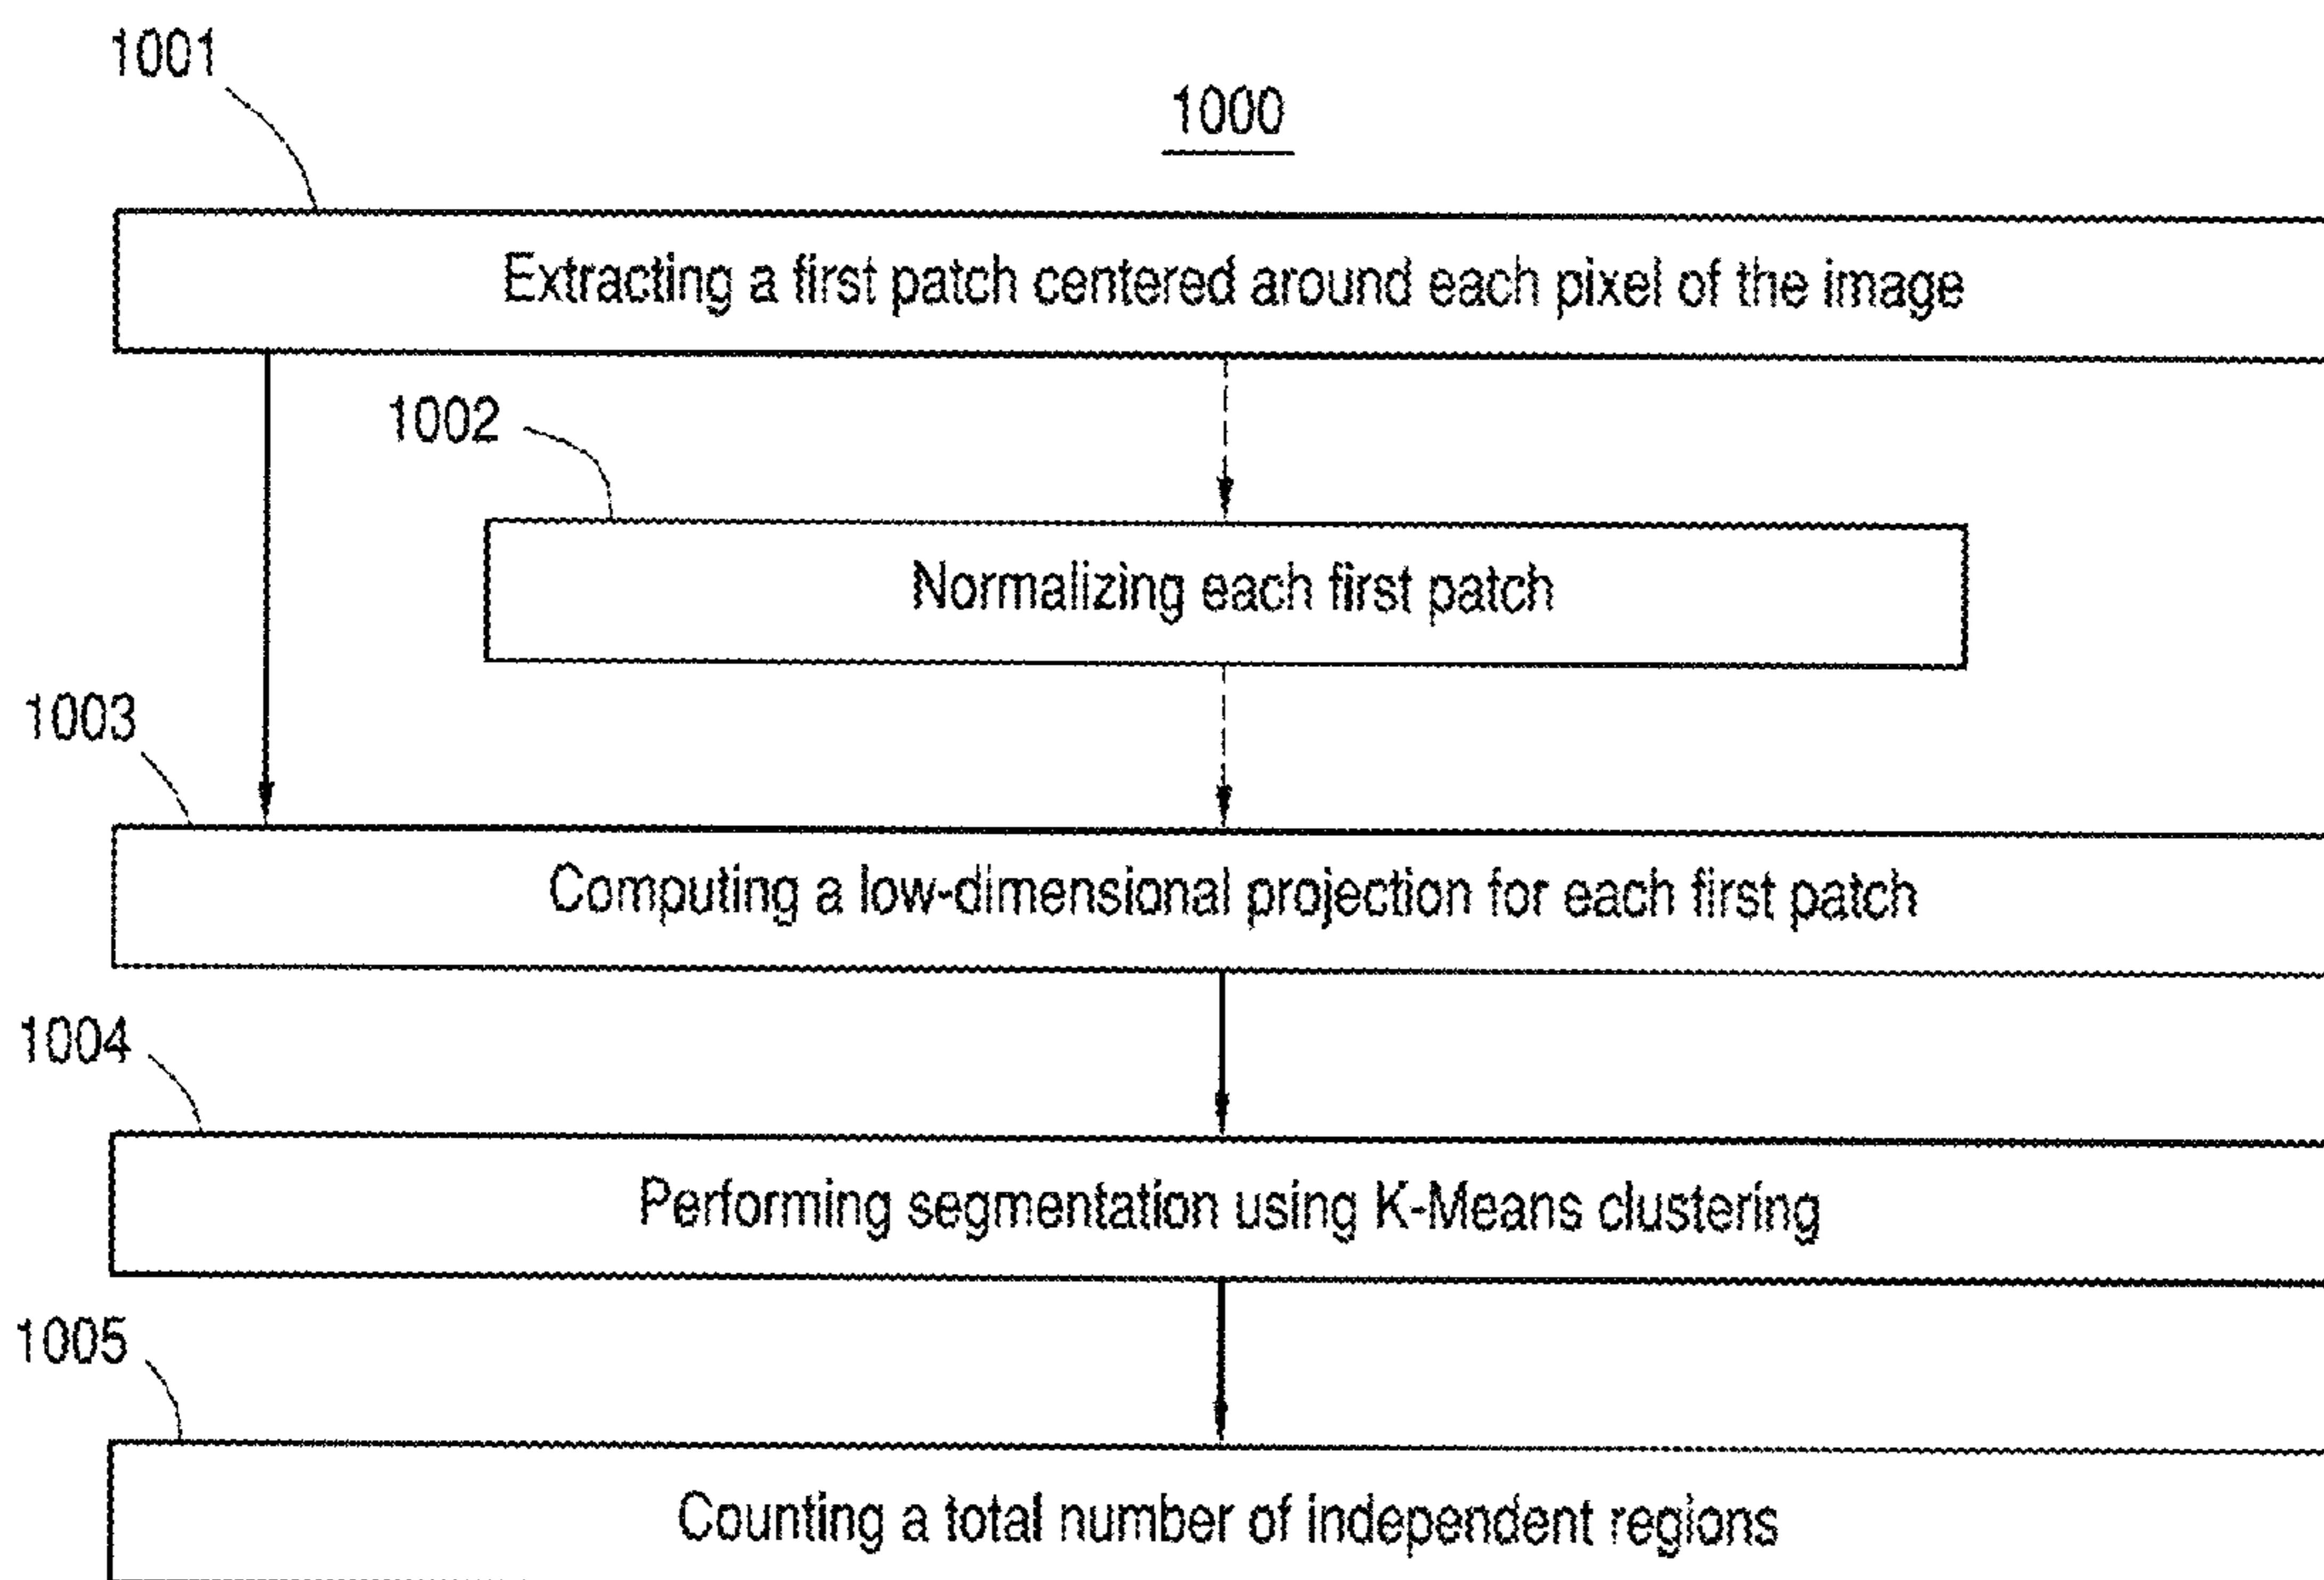 1001
1000
Extracting a first patch centered around each pixel of the image
1002
Normalizing each first patch
1003
Computing a low-dimensional projection for each first patch
1004
Performing segmentation using K-Means clustering
1005
Counting a total number of independent regions